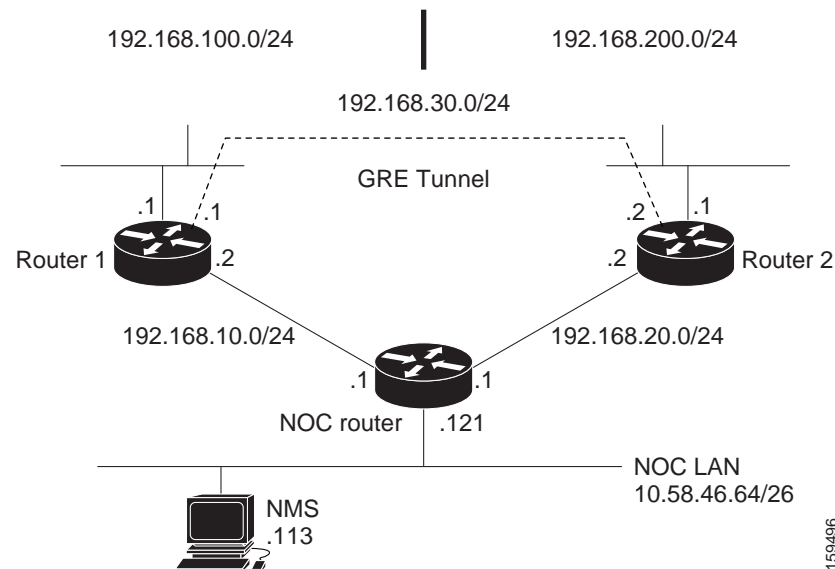 192.168.100.0/24
192.168.200.0/24
192.168.30.0/24
GRE Tunnel
.1
.1
.2
.1
Router 1
.2
.2
Router 2
192.168.10.0/24
192.168.20.0/24
.1
.1
NOC router
.121
NOC LAN
10.58.46.64/26
NMS
.113
159496